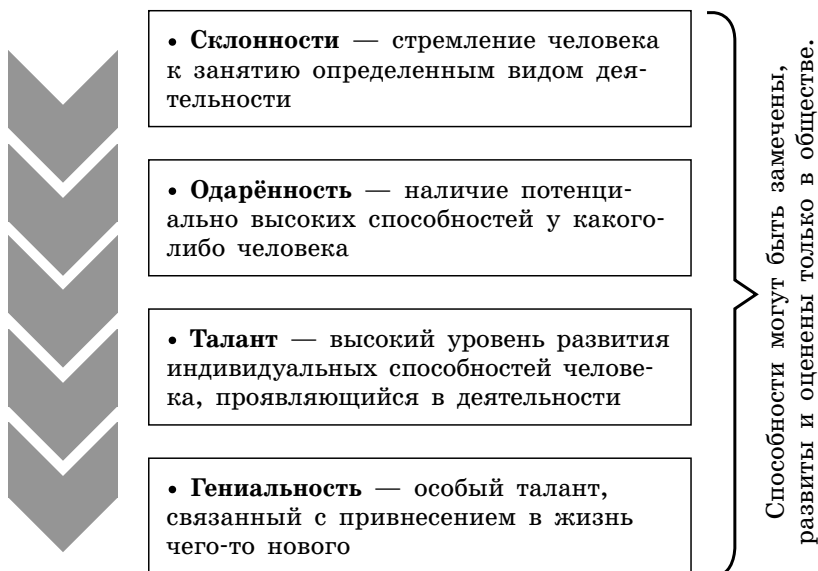 • Склонности — стремление человека
к занятию определенным видом дея-
тельности
• Одарённость — наличие потенци-
ально высоких способностей у какого-
либо человека
• Талант — высокий уровень развития
индивидуальных способностей челове-
ка, проявляющийся в деятельности
• Гениальность — особый талант,
связанный с привнесением в жизнь
чего-то нового
Способности могут быть замечены,
развиты и оценены только в обществе.